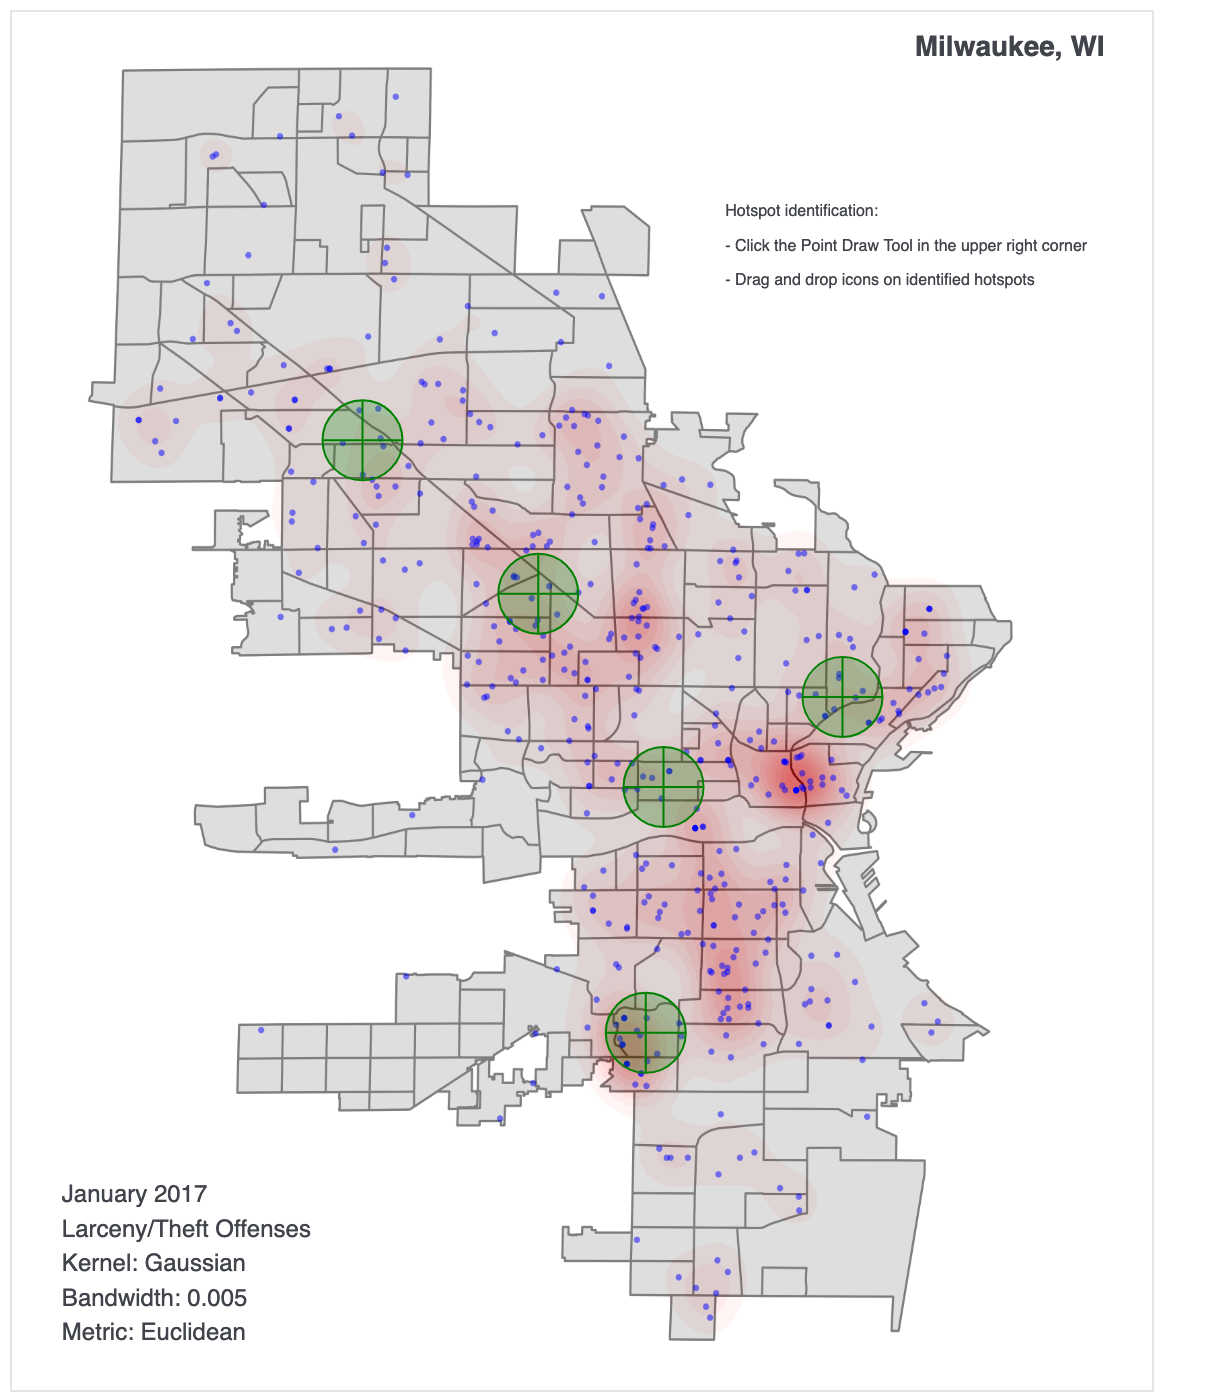 Milwaukee, WI
Hotspot identification:
- Click the Point Draw Tool in the upper right corner
- Drag and drop icons on identified hotspots
January 2017
Larceny/Theft Offenses
Kernel: Gaussian
Bandwidth: 0.005
Metric: Euclidean